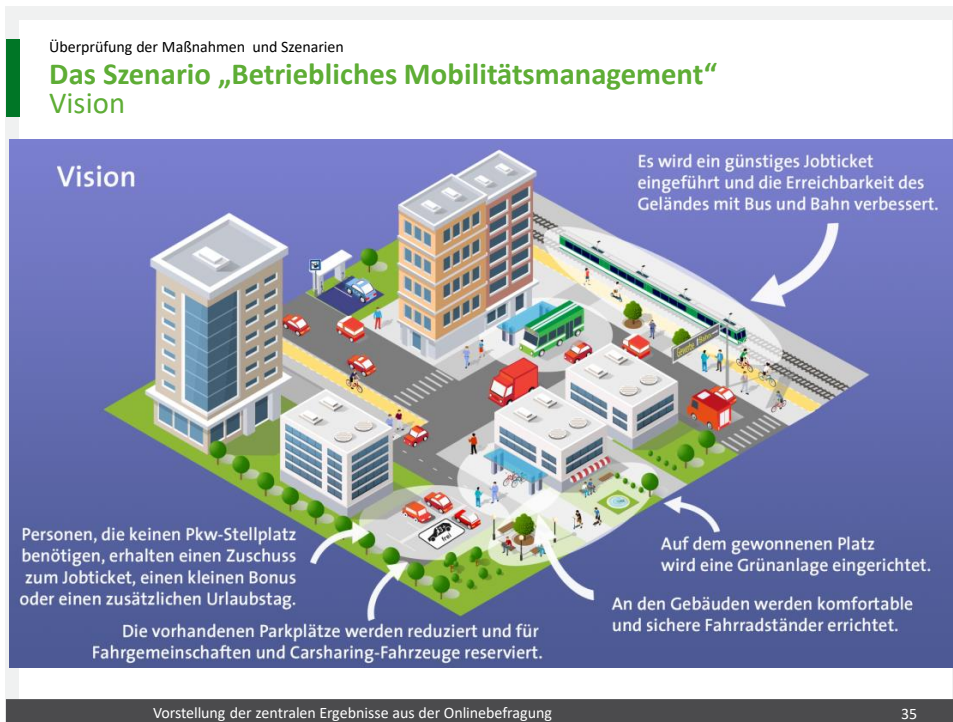 Überprüfung der Maßnahmen und Szenarien
Das Szenario „Betriebliches Mobilitätsmanagement“
Vision
Vision
Es wird ein günstiges Jobticket
eingeführt und die Erreichbarkeit des
Geländes mit Bus und Bahn verbessert.
frei
Personen, die keinen Pkw-Stellplatz
benötigen, erhalten einen Zuschuss
zum Jobticket, einen kleinen Bonus
oder einen zusätzlichen Urlaubstag.
Auf dem gewonnenen Platz
wird eine Grünanlage eingerichtet.
An den Gebäuden werden komfortable
und sichere Fahrradständer errichtet.
Die vorhandenen Parkplätze werden reduziert und für
Fahrgemeinschaften und Carsharing-Fahrzeuge reserviert.
Vorstellung der zentralen Ergebnisse aus der Onlinebefragung
35